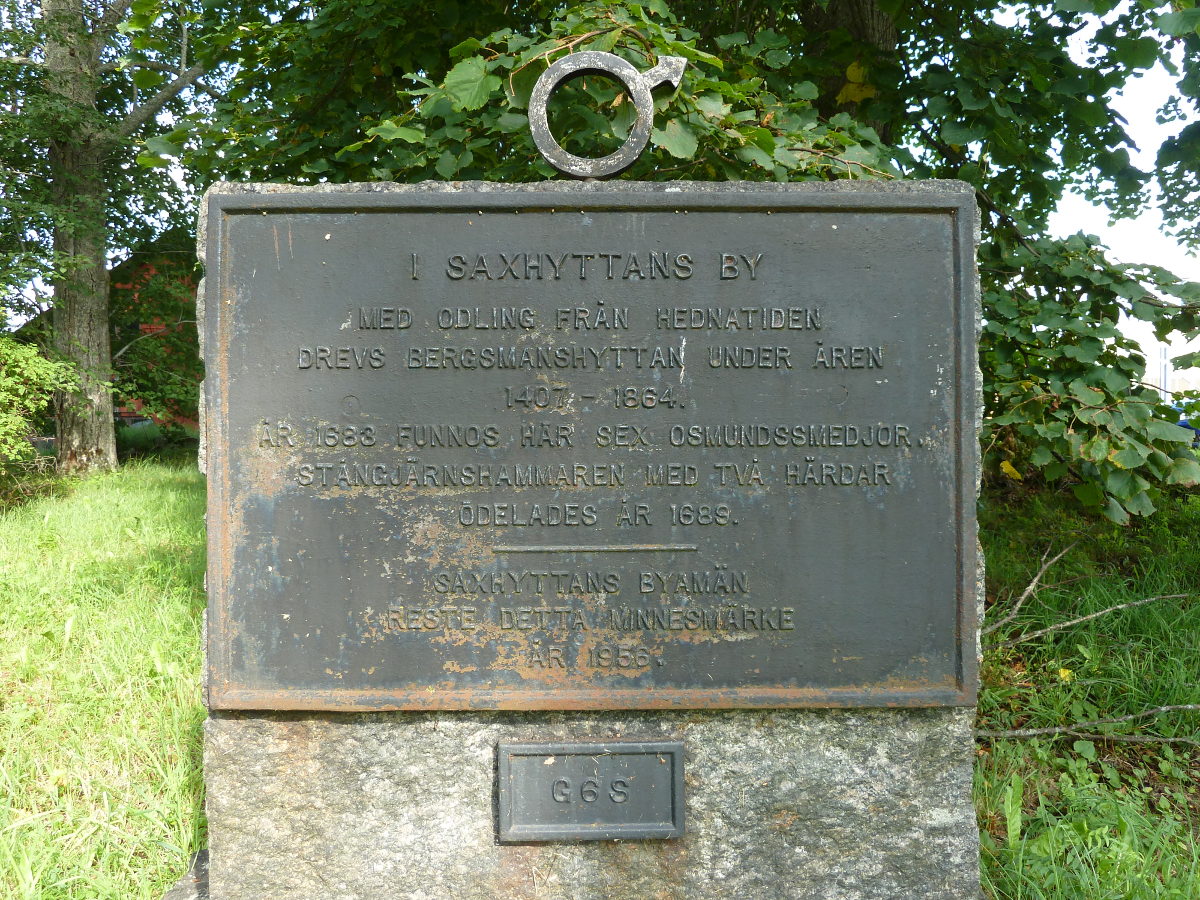 I SAXHYTTANS BY
MED ODLING FRÅN HEDNATIDEN
DREVS BERGSMANSHYTTAN UNDER ÅREN
1407 - 1864.
ÅR 1683 FUNNOS HÄR SEX OSMUNDSSMEDJOR.
STÅNGJÄRNSHAMMAREN MED TVÅ HÄRDAR
ÖDELADES ÅR 1689.
SAXHYTTANS BYAMÄN
RESTE DETTA MINNESMÄRKE
ÅR 1956.
G6S